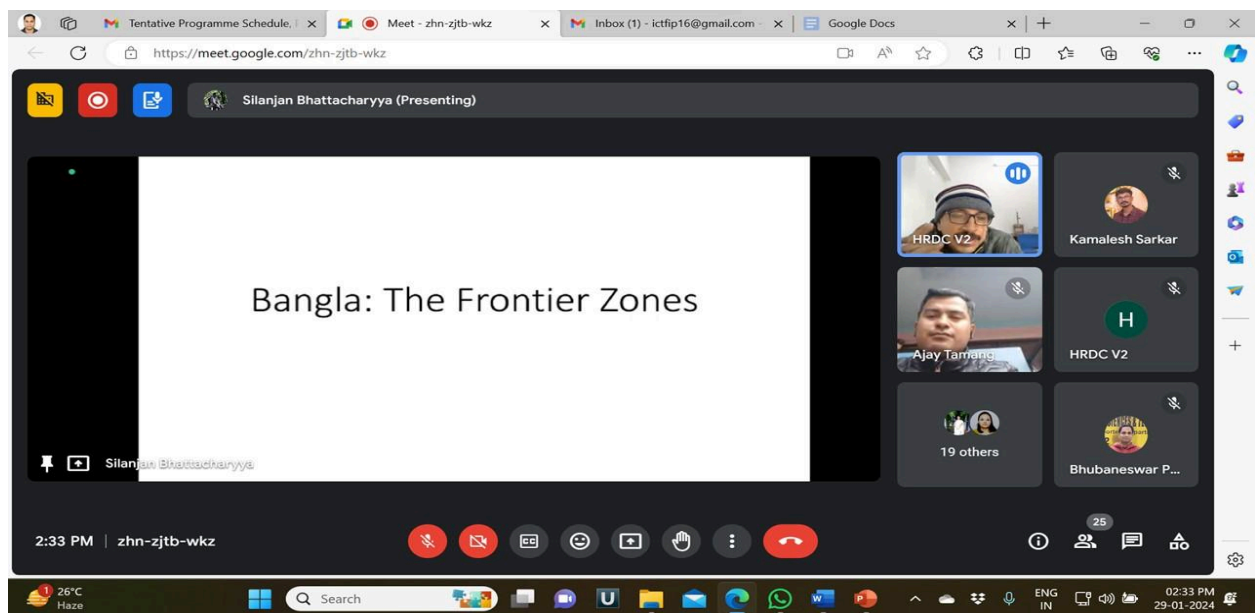 Tentative Programme Schedule, I
Meet - zhn-zjtb-wkz
Inbox (1) - ictfip16@gmail.com
Google Docs
https://meet.google.com/zhn-zjtb-wkz
Silanjan Bhattacharyya (Presenting)
Bangla: The Frontier Zones
Silanjan Bhattacharyya
HRDC V2
Kamalesh Sarkar
Ajay Tamang
H
HRDC V2
19 others
Bhubaneswar P...
2:33 PM | zhn-zjtb-wkz
CC
25
1
26°C
Haze
Search
U
ENG
IN
02:33 PM
29-01-2024